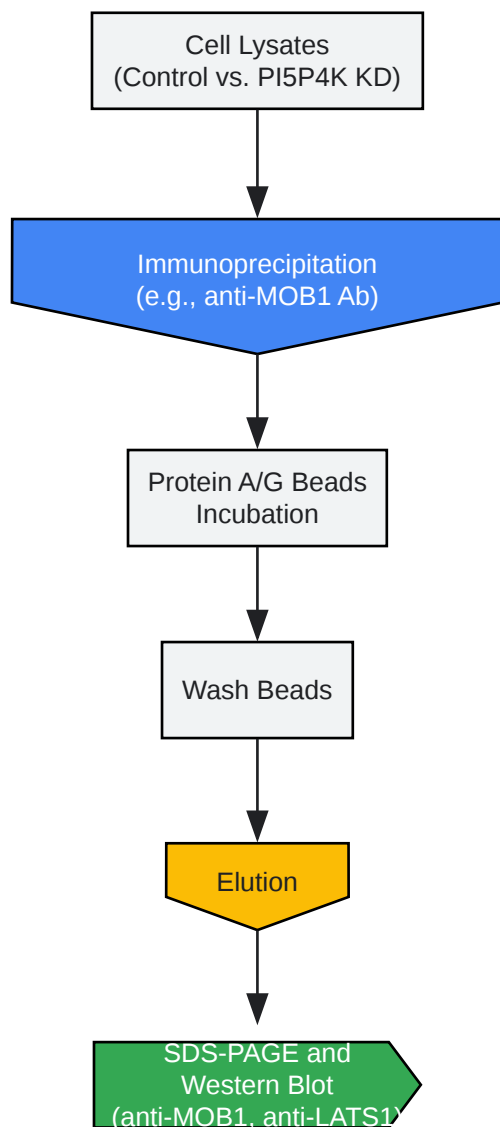 Cell Lysates
(Control vs. PI5P4K KD)
Immunoprecipitation
(e.g., anti-MOB1 Ab)
Protein A/G Beads
Incubation
Wash Beads
Elution
SDS-PAGE and
Western Blot
(anti-MOB1, anti-LATS1)